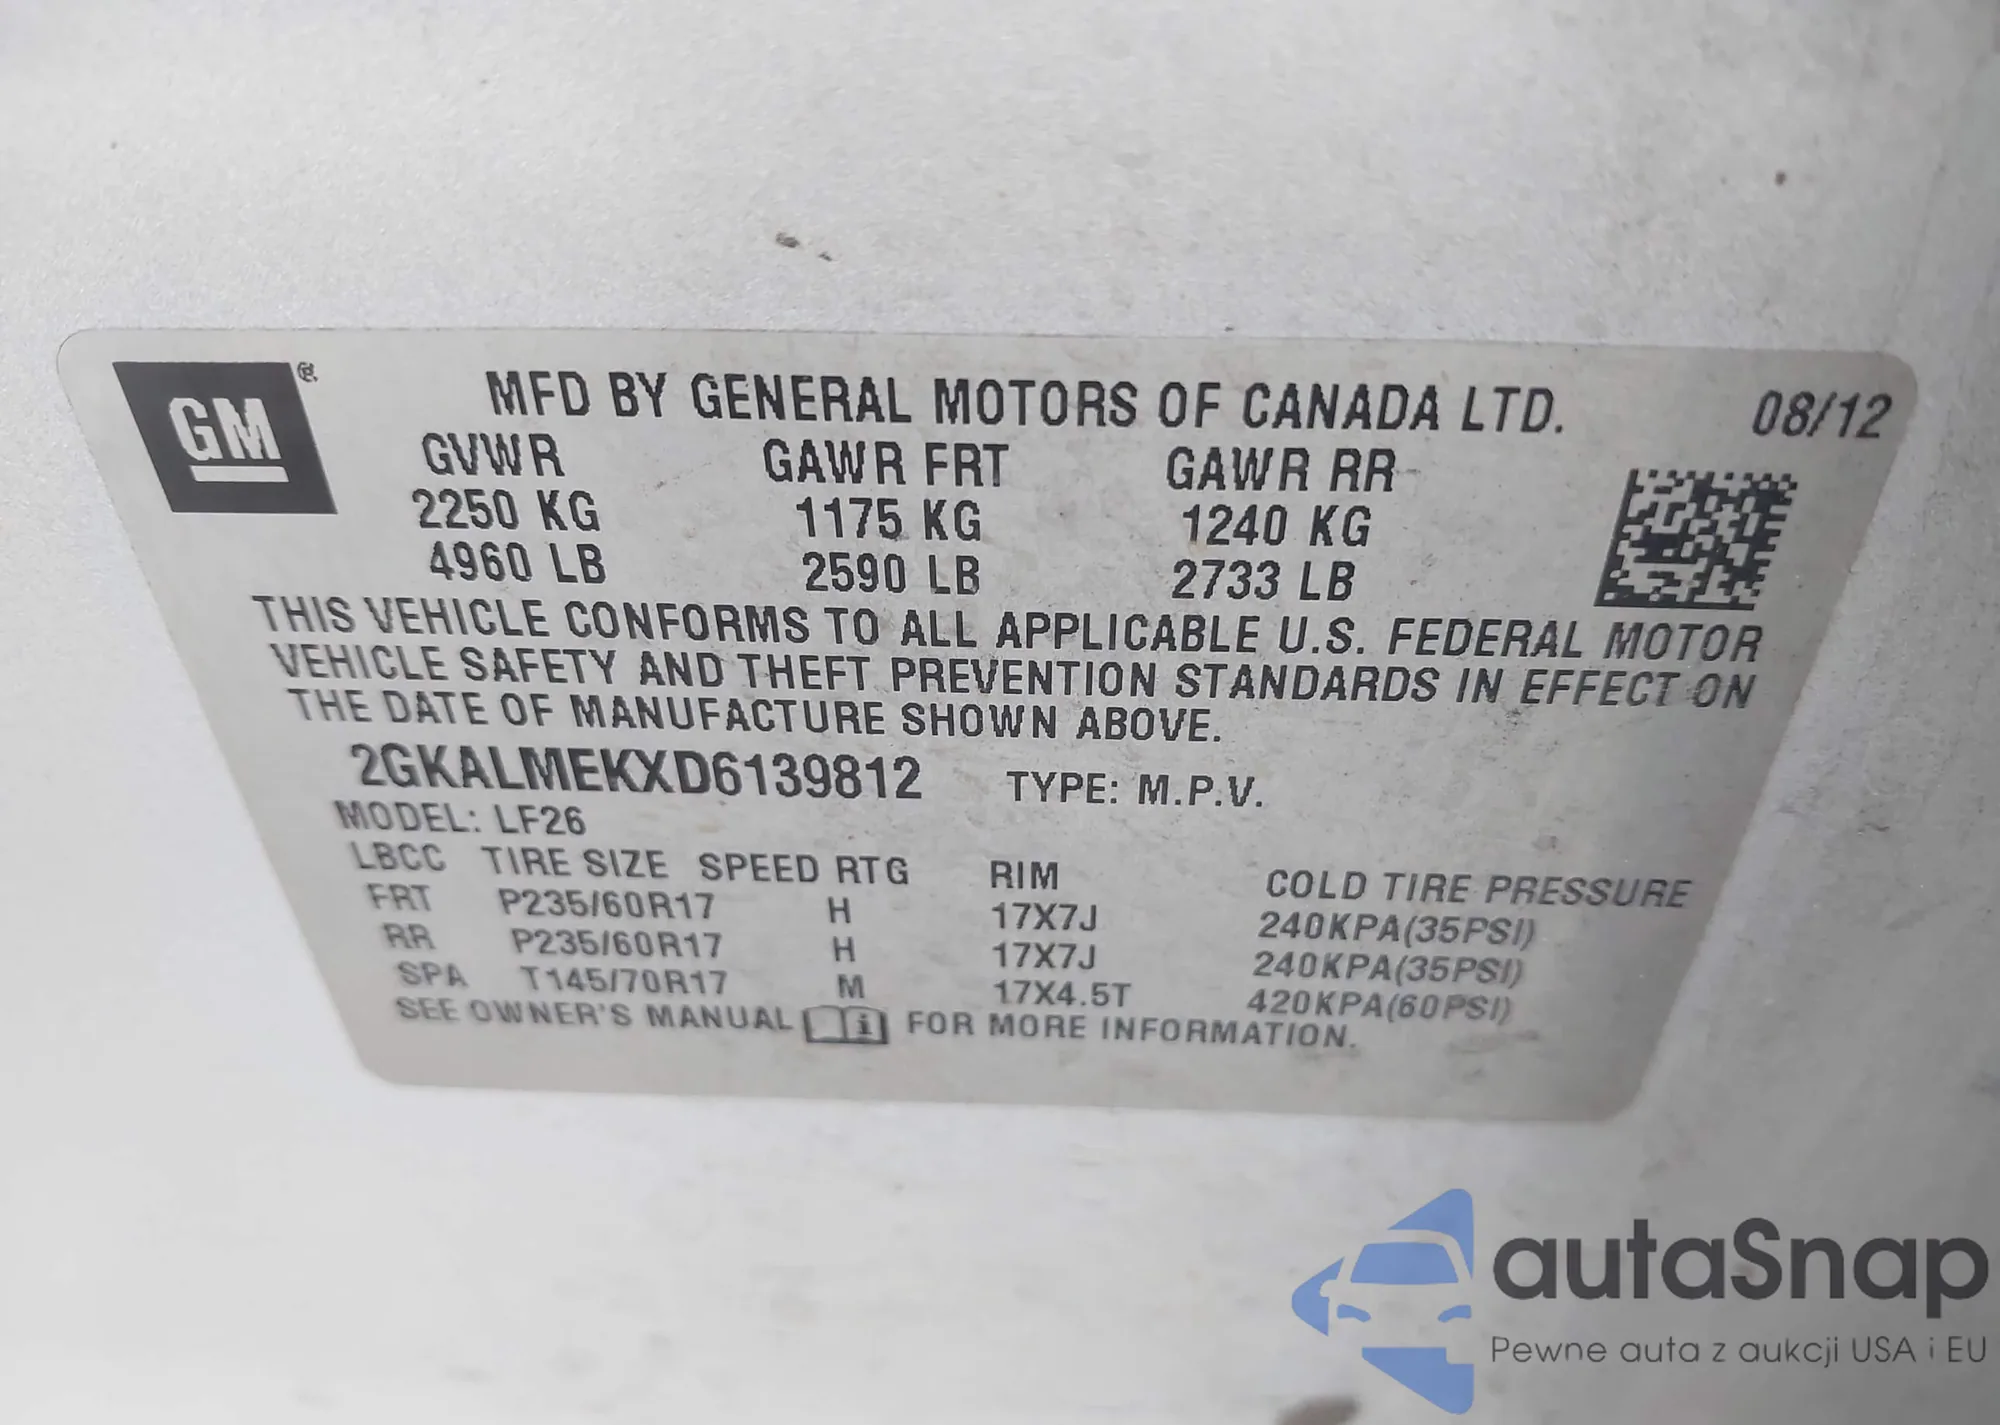 GM ®
MFD BY GENERAL MOTORS OF CANADA LTD. 08/12
GVWR GAWR FRT GAWR RR
2250 KG 1175 KG 1240 KG
4960 LB 2590 LB 2733 LB
THIS VEHICLE CONFORMS TO ALL APPLICABLE U.S. FEDERAL MOTOR
VEHICLE SAFETY AND THEFT PREVENTION STANDARDS IN EFFECT ON
THE DATE OF MANUFACTURE SHOWN ABOVE.
2GKALMEKXD6139812 TYPE: M.P.V.
MODEL: LF26
LBCC TIRE SIZE SPEED RTG RIM COLD TIRE PRESSURE
FRT P235/60R17 H 17X7J 240KPA(35PSI)
RR P235/60R17 H 17X7J 240KPA(35PSI)
SPA T145/70R17 M 17X4.5T 420KPA(60PSI)
SEE OWNER'S MANUAL i FOR MORE INFORMATION.
autaSnap
Pewne auta z aukcji USA i EU